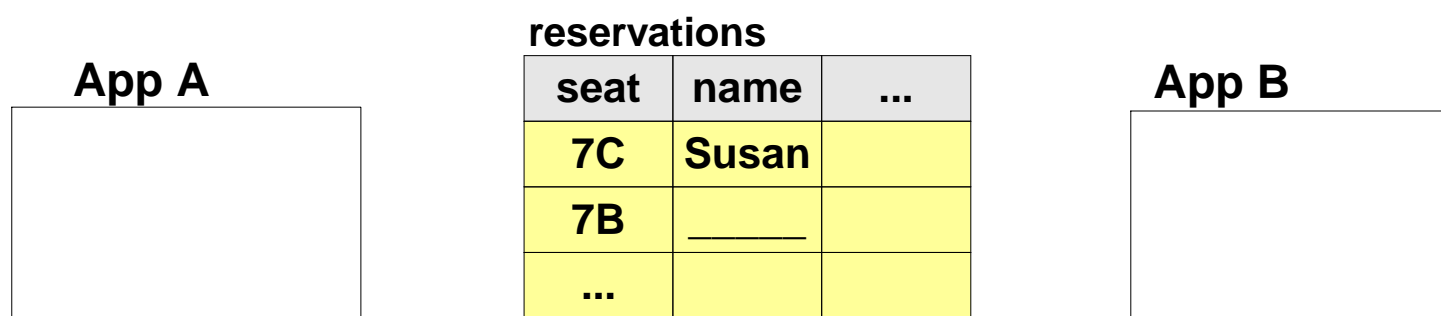 reservations
App A
App B
seat name ...
7C Susan
7B _____
...